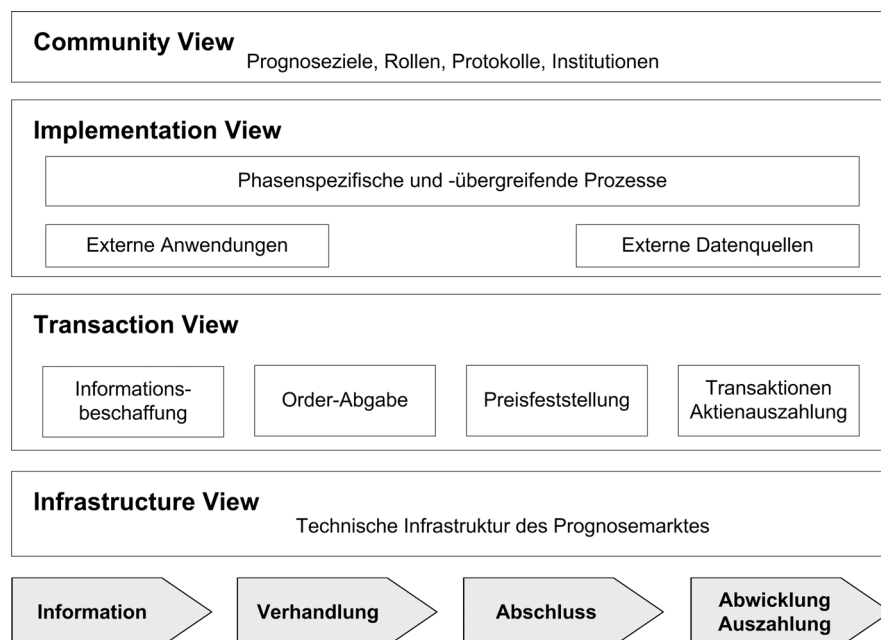 Community View
Prognoseziele, Rollen, Protokolle, Institutionen
Implementation View
Phasenspezifische und -übergreifende Prozesse
Externe Anwendungen
Externe Datenquellen
Transaction View
Informations-
beschaffung
Order-Abgabe
Preisfeststellung
Transaktionen
Aktienauszahlung
Infrastructure View
Technische Infrastruktur des Prognosemarktes
Information
Verhandlung
Abschluss
Abwicklung
Auszahlung